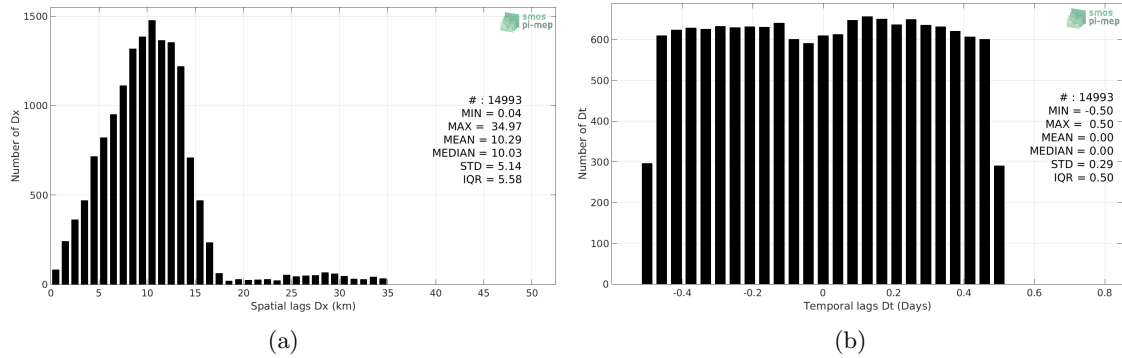 smos
pi-mep
Number of Dx
1500
1000
500
0
# : 14993
MIN = 0.04
MAX = 34.97
MEAN = 10.29
MEDIAN = 10.03
STD = 5.14
IQR = 5.58
0 5 10 15 20 25 30 35 40 45 50
Spatial lags Dx (km)
(a)
smos
pi-mep
Number of Dt
600
500
400
300
200
100
0
# : 14993
MIN = -0.50
MAX = 0.50
MEAN = 0.00
MEDIAN = 0.00
STD = 0.29
IQR = 0.50
-0.4 -0.2 0 0.2 0.4 0.6 0.8
Temporal lags Dt (Days)
(b)